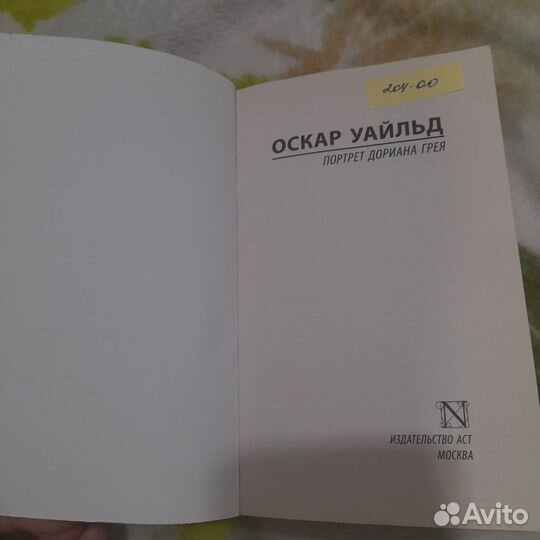 204-00
ОСКАР УАЙЛЬД
ПОРТРЕТ ДОРИАНА ГРЕЯ
N
ИЗДАТЕЛЬСТВО АСТ
МОСКВА
Avito